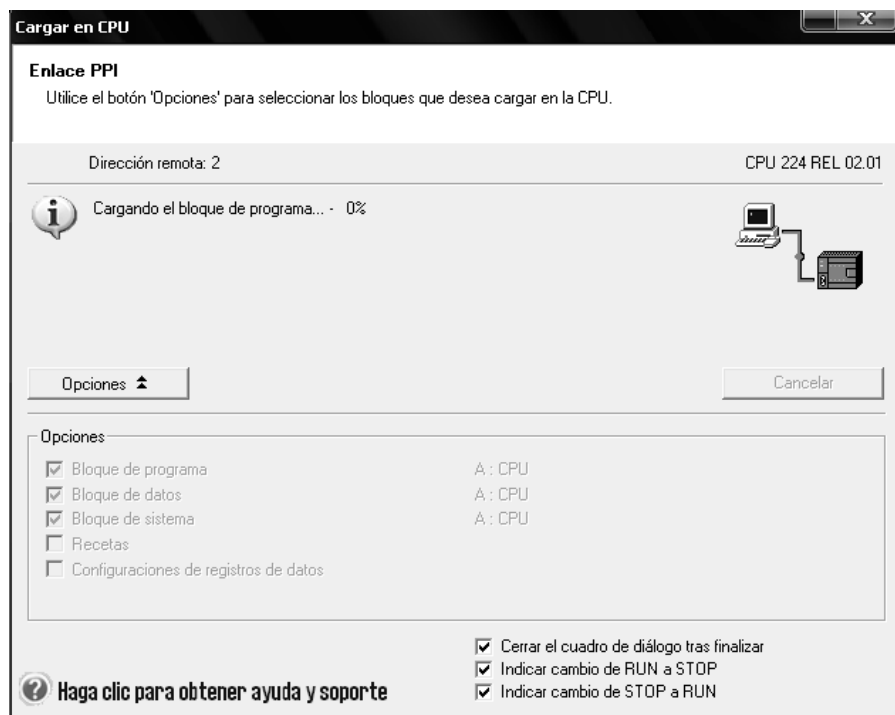 Cargar en CPU
Enlace PPI
Utilice el botón 'Opciones' para seleccionar los bloques que desea cargar en la CPU.
Dirección remota: 2 CPU 224 REL 02.01
Cargando el bloque de programa... - 0%
Opciones Cancelar
Opciones
Bloque de programa A : CPU
Bloque de datos A : CPU
Bloque de sistema A : CPU
Recetas
Configuraciones de registros de datos
Cerrar el cuadro de diálogo tras finalizar
Indicar cambio de RUN a STOP
Haga clic para obtener ayuda y soporte
Indicar cambio de STOP a RUN